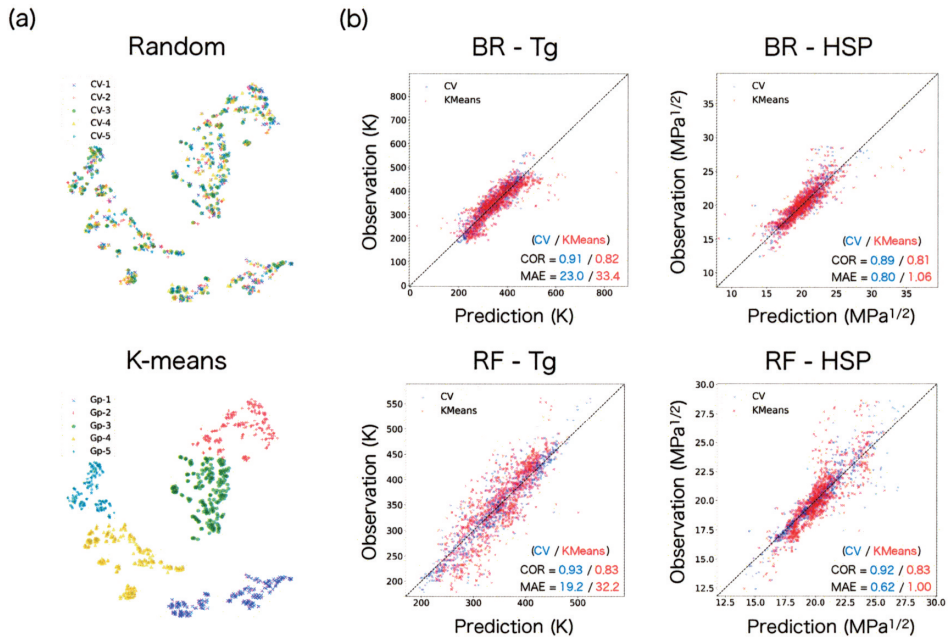 (a)
Random
CV-1
CV-2
CV-3
CV-4
CV-5
K-means
Gp-1
Gp-2
Gp-3
Gp-4
Gp-5
(b)
BR - Tg
CV
KMeans
Observation (K)
900
800
700
600
500
400
300
200
100
0
0 200 400 600 800
(CV / KMeans)
COR = 0.91 / 0.82
MAE = 23.0 / 33.4
Prediction (K)
BR - HSP
CV
KMeans
Observation (MPa1/2)
35
30
25
20
15
10
10 15 20 25 30 35
(CV / KMeans)
COR = 0.89 / 0.81
MAE = 0.80 / 1.06
Prediction (MPa1/2)
RF - Tg
CV
KMeans
Observation (K)
550
500
450
400
350
300
250
200
200 300 400 500
(CV / KMeans)
COR = 0.93 / 0.83
MAE = 19.2 / 32.2
Prediction (K)
RF - HSP
CV
KMeans
Observation (MPa1/2)
30.0
27.5
25.0
22.5
20.0
17.5
15.0
12.5
12.5 15.0 17.5 20.0 22.5 25.0 27.5 30.0
(CV / KMeans)
COR = 0.92 / 0.83
MAE = 0.62 / 1.00
Prediction (MPa1/2)